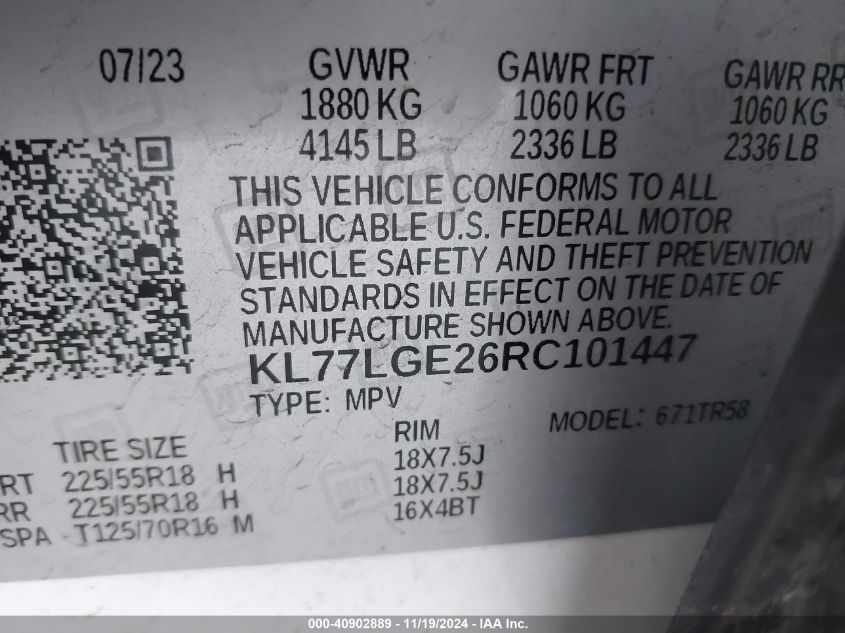 07/23 GVWR GAWR FRT GAWR RR
1880 KG 1060 KG 1060 KG
4145 LB 2336 LB 2336 LB
THIS VEHICLE CONFORMS TO ALL
APPLICABLE U.S. FEDERAL MOTOR
VEHICLE SAFETY AND THEFT PREVENTION
STANDARDS IN EFFECT ON THE DATE OF
MANUFACTURE SHOWN ABOVE.
KL77LGE26RC101447
TYPE: MPV MODEL: 671TR58
TIRE SIZE RIM
RT 225/55R18 H 18X7.5J
RR 225/55R18 H 18X7.5J
SPA T125/70R16 M 16X4BT
000-40902889 - 11/19/2024 - IAA Inc.